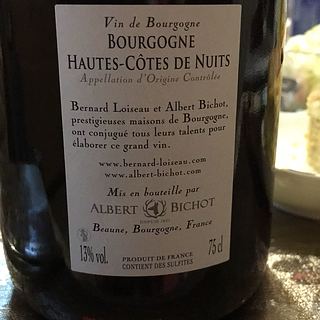 Vin de Bourgogne
BOURGOGNE
HAUTES-CÔTES DE NUITS
Appellation d'Origine Contrôlée
Bernard Loiseau et Albert Bichot,
prestigieuses maisons de Bourgogne,
ont conjugué tous leurs talents pour
élaborer ce grand vin.
www.bernard-loiseau.com
www.albert-bichot.com
Mis en bouteille par
ALBERT BICHOT
DEPUIS 1831
Beaune, Bourgogne, France
13% vol. 75 cl
PRODUIT DE FRANCE
CONTIENT DES SULFITES